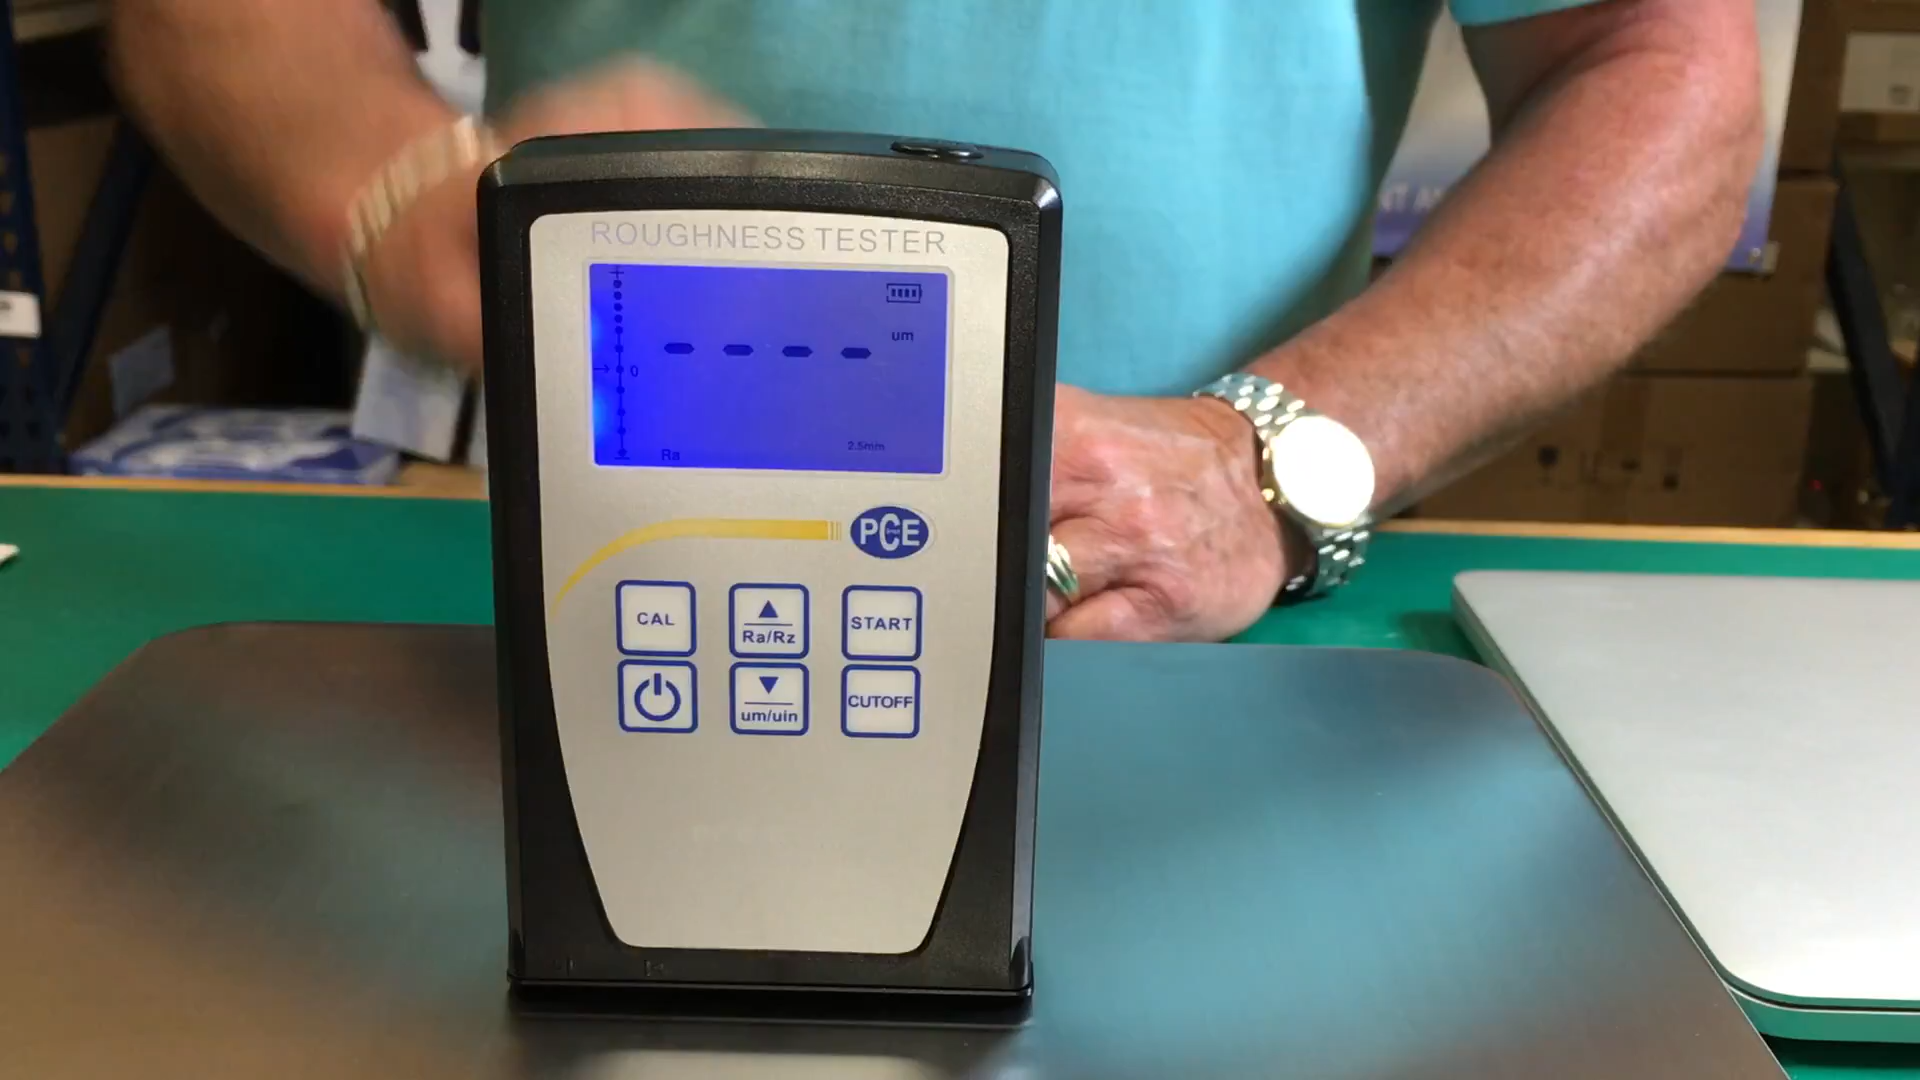 ROUGHNESS TESTER
um
- - - -
0
Ra
2.5mm
PCE
CAL
Ra/Rz
START
um/uin
CUTOFF